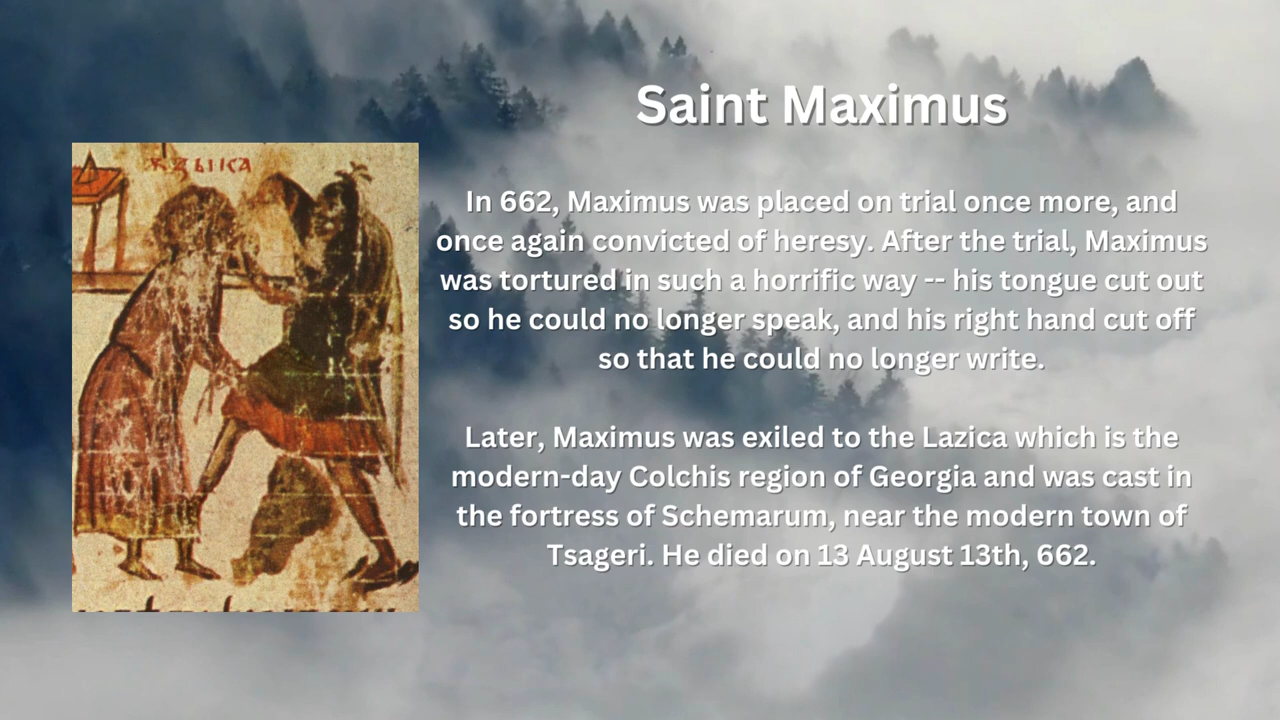 Saint Maximus
In 662, Maximus was placed on trial once more, and
once again convicted of heresy. After the trial, Maximus
was tortured in such a horrific way -- his tongue cut out
so he could no longer speak, and his right hand cut off
so that he could no longer write.
Later, Maximus was exiled to the Lazica which is the
modern-day Colchis region of Georgia and was cast in
the fortress of Schemarum, near the modern town of
Tsageri. He died on 13 August 13th, 662.